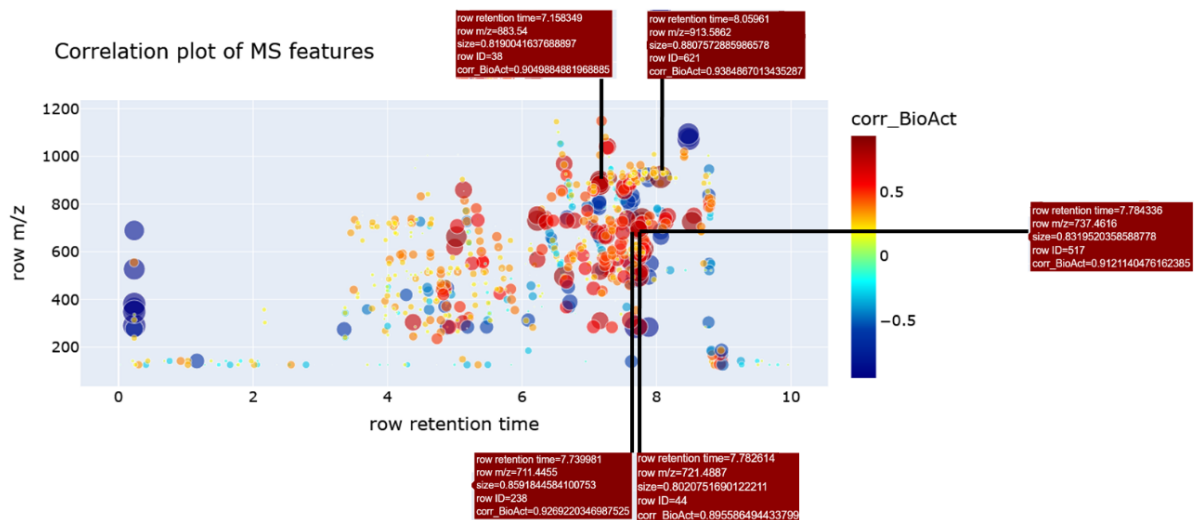 row retention time=7.158349
row m/z=883.54
size=0.8190041637688897
row ID=38
corr_BioAct=0.9049884881968885
row retention time=8.05961
row m/z=913.5862
size=0.8807572885986578
row ID=621
corr_BioAct=0.9384867013435287
Correlation plot of MS features
1200
1000
800
600
400
200
row m/z
0
2
4
6
8
10
row retention time
corr_BioAct
0.5
0
−0.5
row retention time=7.784336
row m/z=737.4616
size=0.8319520358588778
row ID=517
corr_BioAct=0.9121140476162385
row retention time=7.739981
row m/z=711.4455
size=0.8591844584100753
row ID=238
corr_BioAct=0.9269220346987525
row retention time=7.782614
row m/z=721.4887
size=0.8020751690122211
row ID=44
corr_BioAct=0.895586494433799